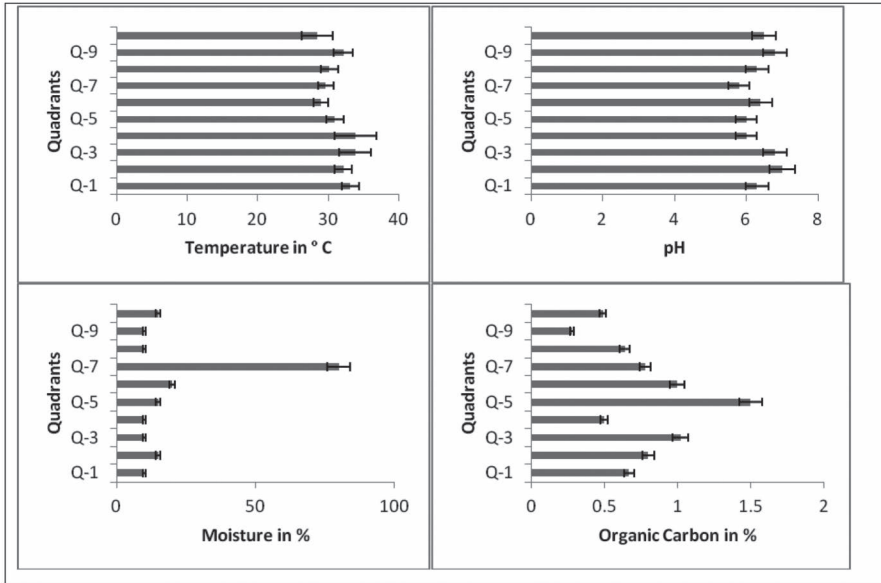 Quadrants
Q-9
Q-7
Q-5
Q-3
Q-1
0 10 20 30 40
Temperature in ° C
Quadrants
Q-9
Q-7
Q-5
Q-3
Q-1
0 2 4 6 8
pH
Quadrants
Q-9
Q-7
Q-5
Q-3
Q-1
0 50 100
Moisture in %
Quadrants
Q-9
Q-7
Q-5
Q-3
Q-1
0 0.5 1 1.5 2
Organic Carbon in %